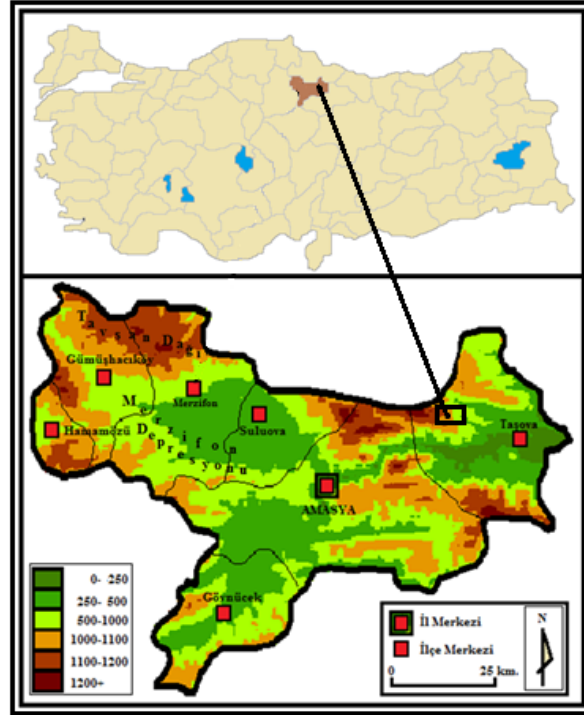 Tavşan Dağı
Gümüşhacıköy
Merzifon
Suluova
Hamamözü
Merzifon
Depresyonu
Taşova
AMASYA
Göynücek
0- 250
250- 500
500-1000
1000-1100
1100-1200
1200+
İl Merkezi
İlçe Merkezi
0 25 km.
N